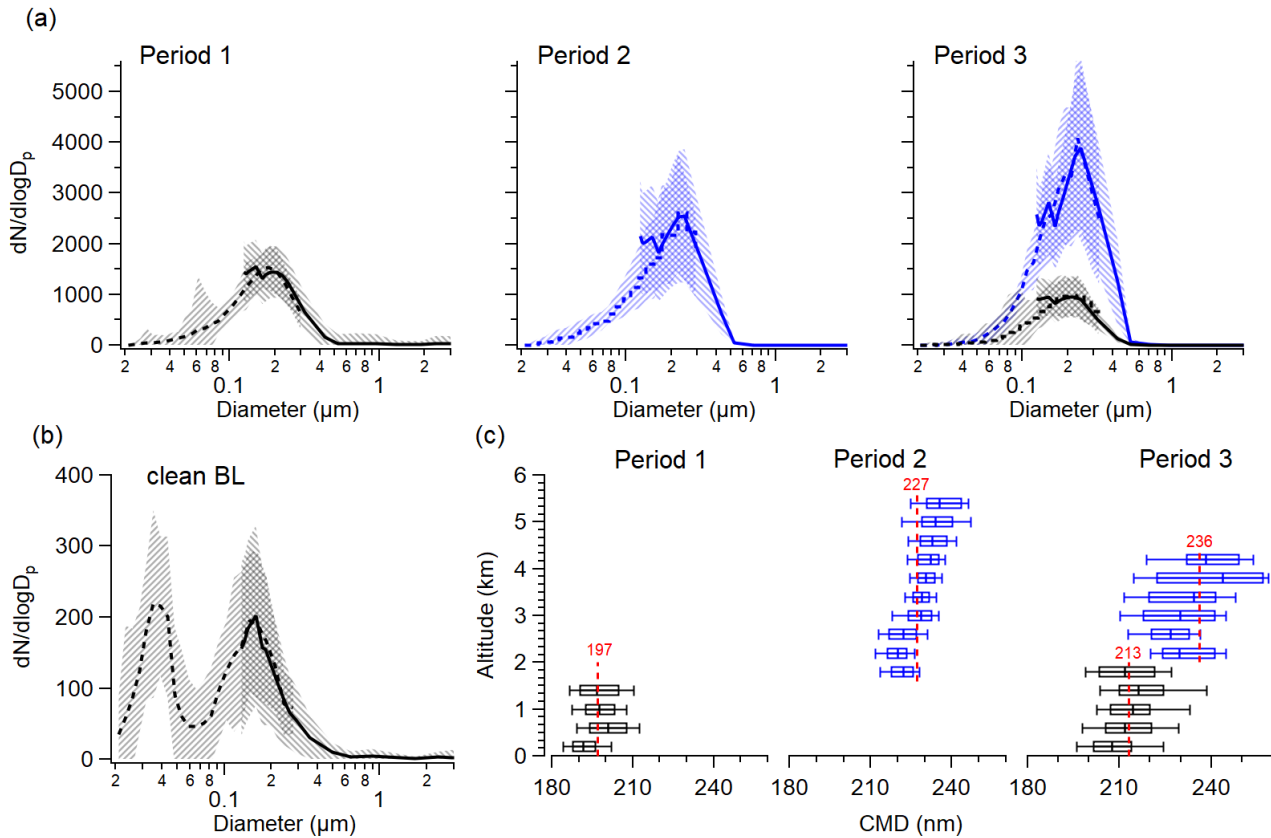 (a)
Period 1
Period 2
Period 3
dN/dlogDp
5000
4000
3000
2000
1000
0
2 4 6 8 0.1 2 4 6 8 1 2
2 4 6 8 0.1 2 4 6 8 1 2
2 4 6 8 0.1 2 4 6 8 1 2
Diameter (µm)
Diameter (µm)
Diameter (µm)
(b)
clean BL
dN/dlogDp
400
300
200
100
0
2 4 6 8 0.1 2 4 6 8 1 2
Diameter (µm)
(c)
Period 1
Period 2
Period 3
Altitude (km)
6
5
4
3
2
1
0
197
227
236
213
180 210 240
180 210 240
180 210 240
CMD (nm)